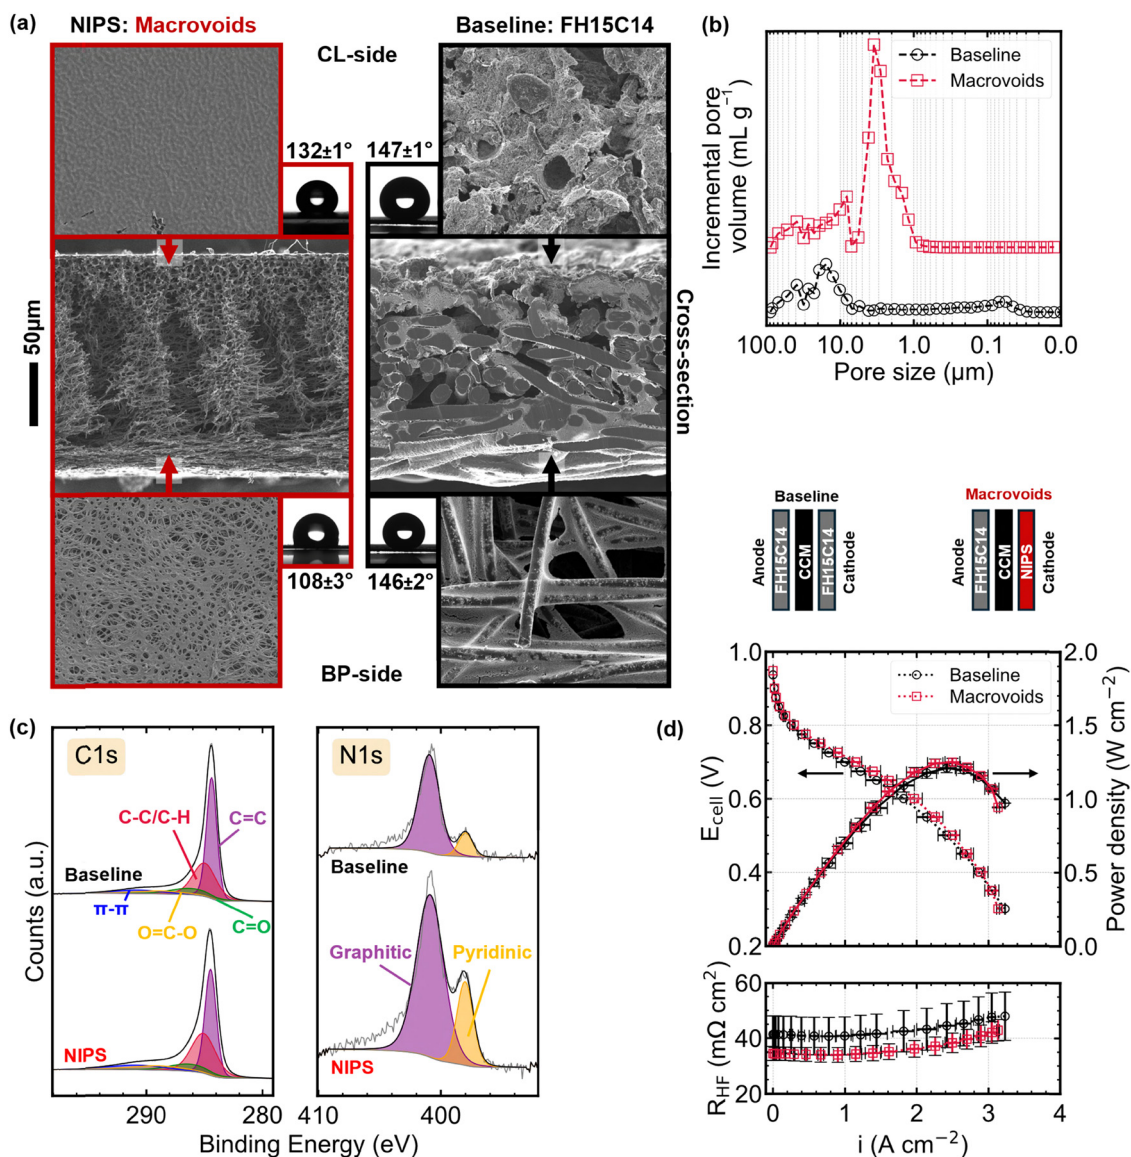 (a)
NIPS: Macrovoids
CL-side
Baseline: FH15C14
132±1°
147±1°
50μm
Cross-section
108±3°
146±2°
BP-side
(b)
Incremental pore
volume (mL g⁻¹)
Baseline
Macrovoids
100.0 10.0 1.0 0.1 0.0
Pore size (μm)
(c)
C1s
C-C/C-H
C=C
Baseline
π-π
O=C-O
C=O
NIPS
Counts (a.u.)
290 280
N1s
Baseline
Graphitic
Pyridinic
NIPS
410 400
Binding Energy (eV)
Baseline
Anode
FH15C14
CCM
FH15C14
Cathode
Macrovoids
Anode
FH15C14
CCM
NIPS
Cathode
(d)
E_cell (V)
1.0
0.8
0.6
0.4
0.2
Baseline
Macrovoids
2.0
1.5
1.0
0.5
0.0
Power density (W cm⁻²)
R_HF (mΩ cm²)
60
40
20
0 1 2 3 4
i (A cm⁻²)